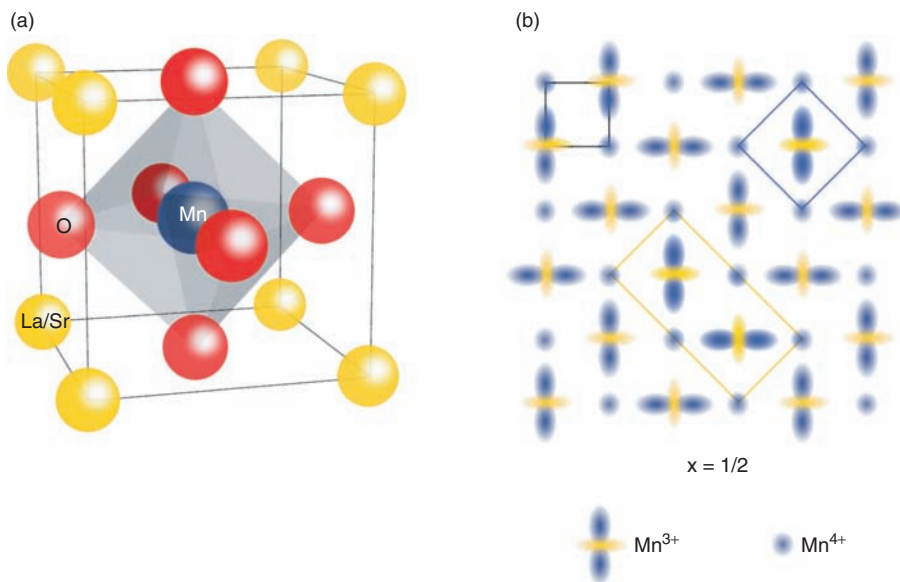 (a)
(b)
Mn
O
La/Sr
x = 1/2
Mn³⁺
Mn⁴⁺